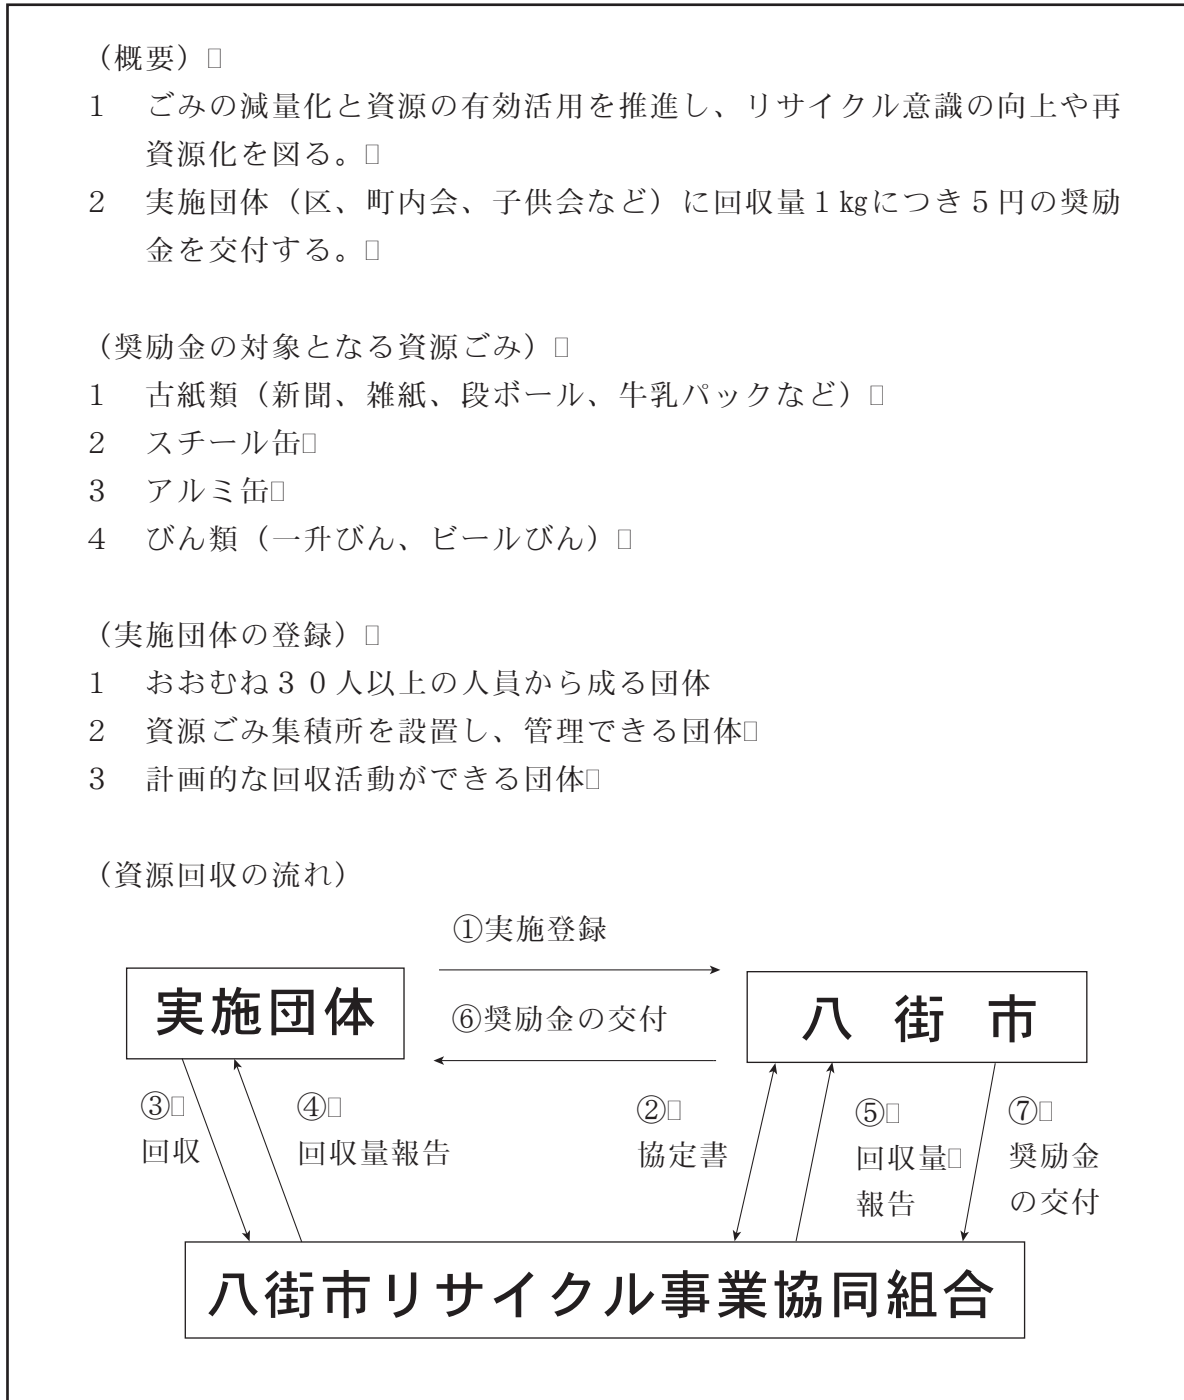 （概要）
１　ごみの減量化と資源の有効活用を推進し、リサイクル意識の向上や再
資源化を図る。
２　実施団体（区、町内会、子供会など）に回収量１㎏につき５円の奨励
金を交付する。
（奨励金の対象となる資源ごみ）
１　古紙類（新聞、雑紙、段ボール、牛乳パックなど）
２　スチール缶
３　アルミ缶
４　びん類（一升びん、ビールびん）
（実施団体の登録）
１　おおむね３０人以上の人員から成る団体
２　資源ごみ集積所を設置し、管理できる団体
３　計画的な回収活動ができる団体
（資源回収の流れ）
①実施登録
実施団体
⑥奨励金の交付
八街市
③
回収
④
回収量報告
②
協定書
⑤
回収量
報告
⑦
奨励金
の交付
八街市リサイクル事業協同組合